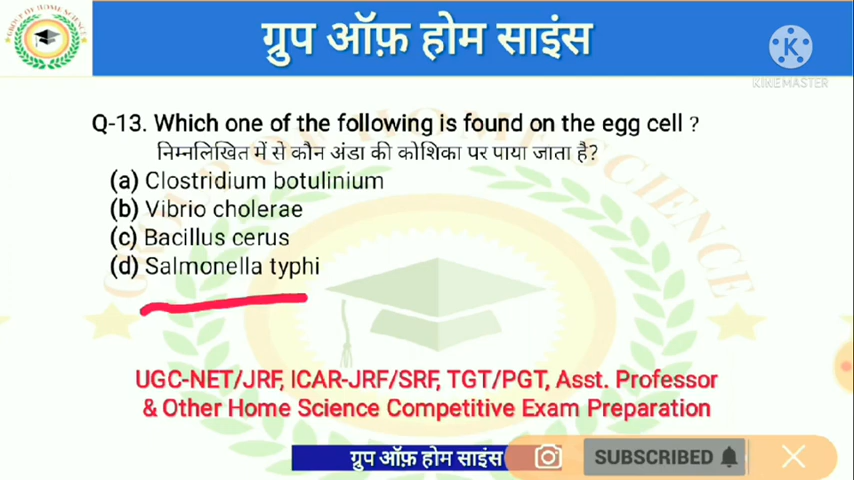 ग्रुप ऑफ़ होम साइंस
K
KINEMASTER
Q-13. Which one of the following is found on the egg cell ?
निम्नलिखित में से कौन अंडा की कोशिका पर पाया जाता है?
(a) Clostridium botulinium
(b) Vibrio cholerae
(c) Bacillus cerus
(d) Salmonella typhi
UGC-NET/JRF, ICAR-JRF/SRF, TGT/PGT, Asst. Professor
& Other Home Science Competitive Exam Preparation
ग्रुप ऑफ़ होम साइंस
SUBSCRIBED